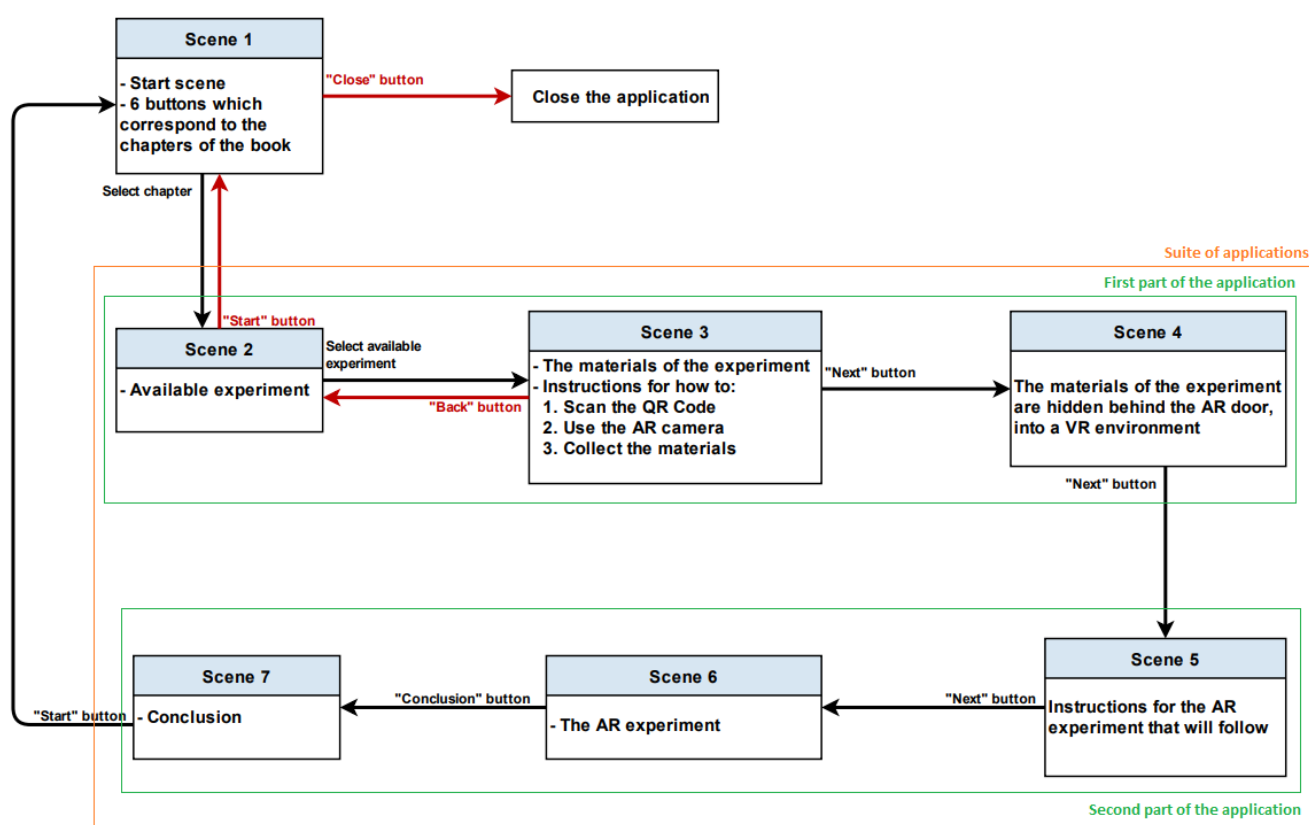 Scene 1
- Start scene
- 6 buttons which
correspond to the
chapters of the book
"Close" button
Close the application
Select chapter
Suite of applications
First part of the application
"Start" button
Scene 2
- Available experiment
Select available
experiment
"Back" button
Scene 3
- The materials of the experiment
- Instructions for how to:
1. Scan the QR Code
2. Use the AR camera
3. Collect the materials
"Next" button
Scene 4
The materials of the experiment
are hidden behind the AR door,
into a VR environment
"Next" button
Scene 5
Instructions for the AR
experiment that will follow
"Next" button
Scene 6
- The AR experiment
"Conclusion" button
Scene 7
- Conclusion
"Start" button
Second part of the application